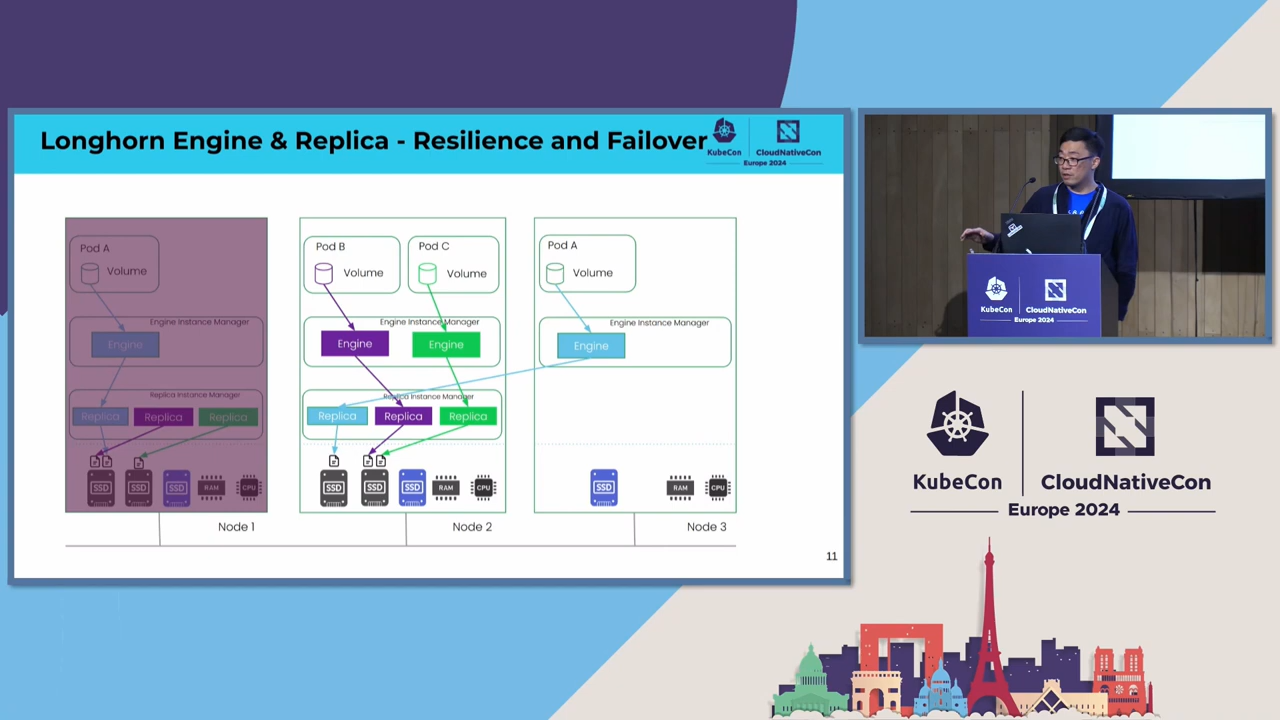 Longhorn Engine & Replica - Resilience and Failover
KubeCon
CloudNativeCon
Europe 2024
Pod A
Volume
Engine Instance Manager
Engine
Replica Instance Manager
Replica
Replica
Replica
SSD
SSD
SSD
RAM
CPU
Node 1
Pod B
Volume
Pod C
Volume
Engine Instance Manager
Engine
Engine
Replica Instance Manager
Replica
Replica
Replica
SSD
SSD
SSD
RAM
CPU
Node 2
Pod A
Volume
Engine Instance Manager
Engine
SSD
RAM
CPU
Node 3
11
KubeCon
CloudNativeCon
Europe 2024
KubeCon
CloudNativeCon
Europe 2024